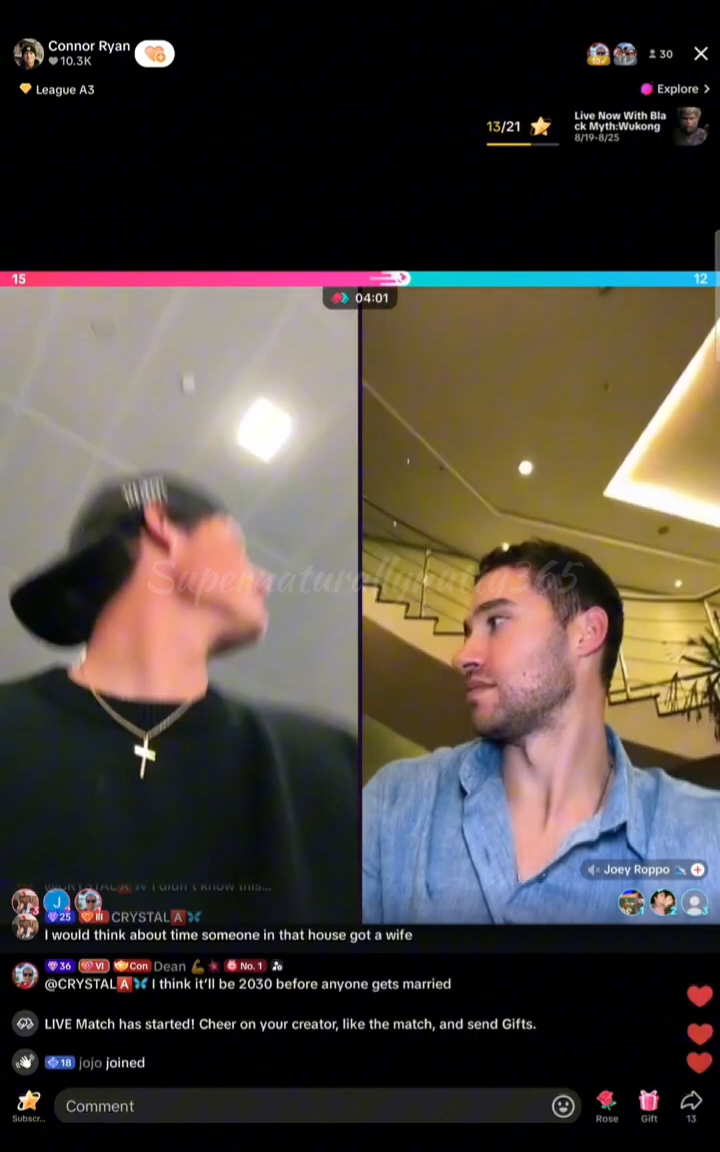 Connor Ryan
10.3K
30
League A3
Explore >
13/21
Live Now With Bla
ck Myth:Wukong
8/19-8/25
15
12
04:01
Joey Roppo
25 III CRYSTAL A
I would think about time someone in that house got a wife
36 VI Con Dean No. 1
@CRYSTAL A I think it’ll be 2030 before anyone gets married
LIVE Match has started! Cheer on your creator, like the match, and send Gifts.
18 jojo joined
Subscr...
Comment
Rose
Gift
13